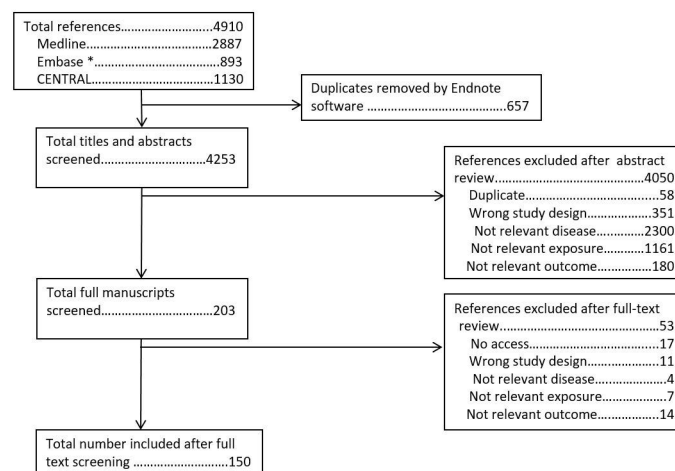 Total references........................4910
Medline..............................2887
Embase *............................893
CENTRAL.............................1130
Duplicates removed by Endnote
software ...................................657
Total titles and abstracts
screened............................4253
References excluded after abstract
review..................................4050
Duplicate..............................58
Wrong study design.............351
Not relevant disease............2300
Not relevant exposure..........1161
Not relevant outcome...............180
Total full manuscripts
screened............................203
References excluded after full-text
review.......................................53
No access................................17
Wrong study design...............11
Not relevant disease.................4
Not relevant exposure...............7
Not relevant outcome...............14
Total number included after full
text screening .........................150